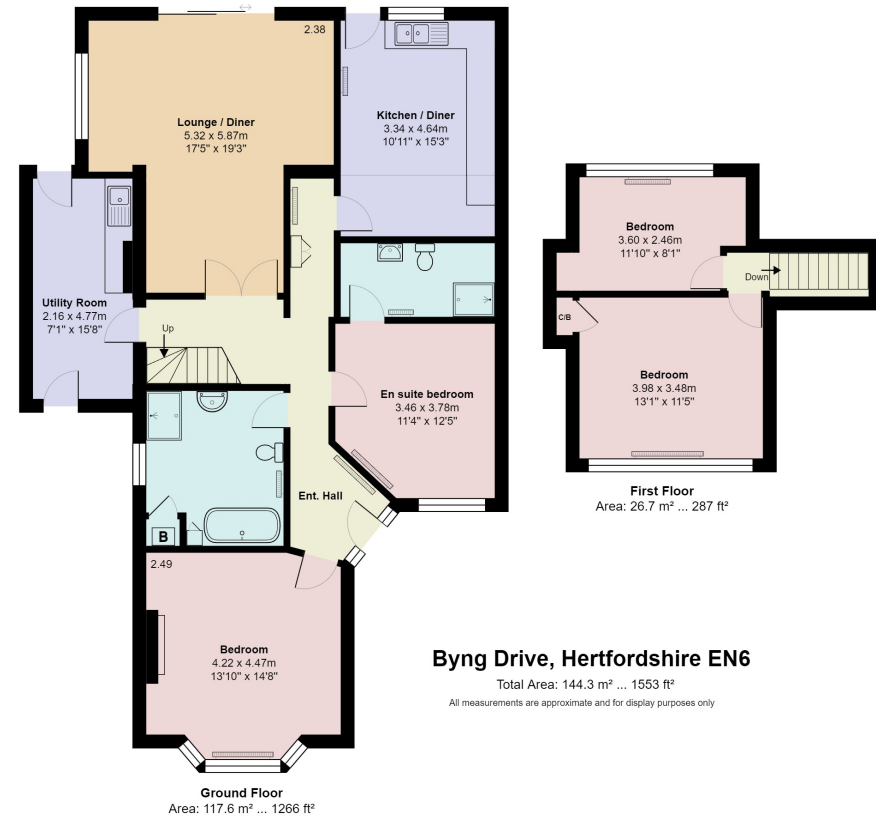 2.38
Lounge / Diner
5.32 x 5.87m
17'5" x 19'3"
Kitchen / Diner
3.34 x 4.64m
10'11" x 15'3"
Utility Room
2.16 x 4.77m
7'1" x 15'8"
Up
En suite bedroom
3.46 x 3.78m
11'4" x 12'5"
Ent. Hall
B
2.49
Bedroom
4.22 x 4.47m
13'10" x 14'8"
Ground Floor
Area: 117.6 m² ... 1266 ft²
Bedroom
3.60 x 2.46m
11'10" x 8'1"
Down
C/B
Bedroom
3.98 x 3.48m
13'1" x 11'5"
First Floor
Area: 26.7 m² ... 287 ft²
Byng Drive, Hertfordshire EN6
Total Area: 144.3 m² ... 1553 ft²
All measurements are approximate and for display purposes only